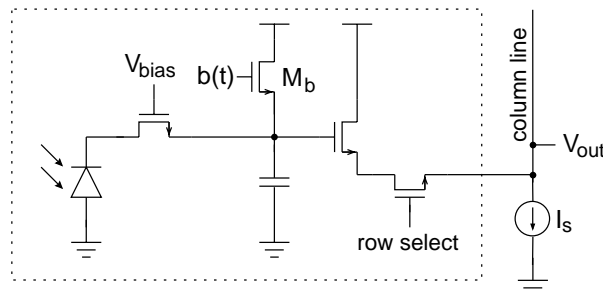 V_bias
b(t)
M_b
column line
V_out
I_s
row select